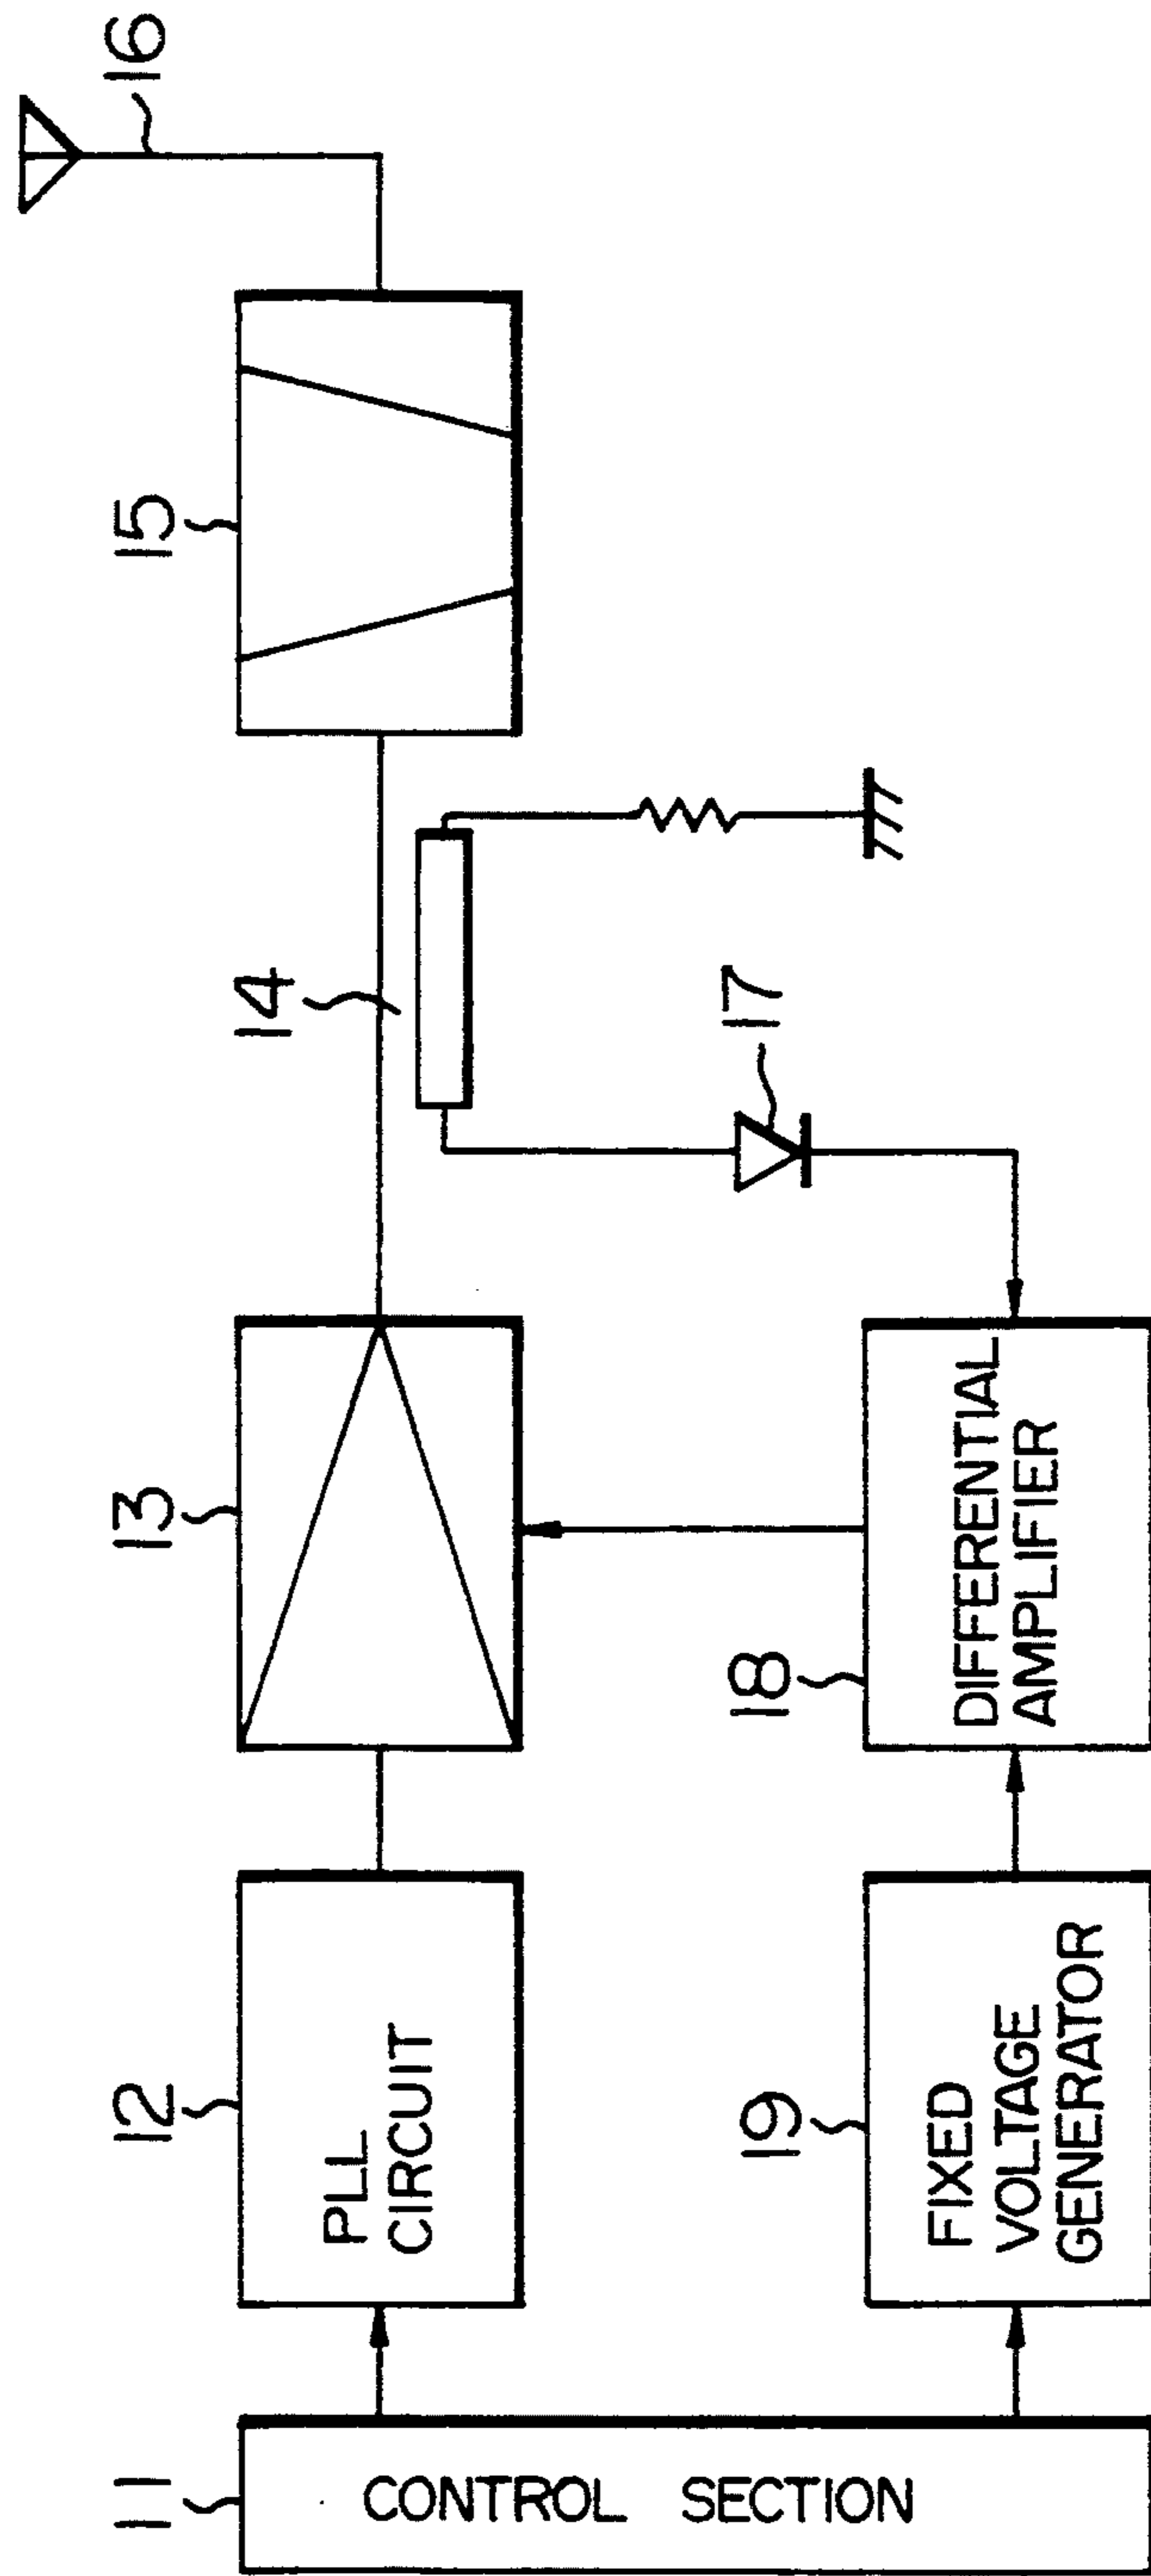 11
CONTROL SECTION
12
PLL
CIRCUIT
13
14
15
16
17
18
DIFFERENTIAL
AMPLIFIER
19
FIXED
VOLTAGE
GENERATOR